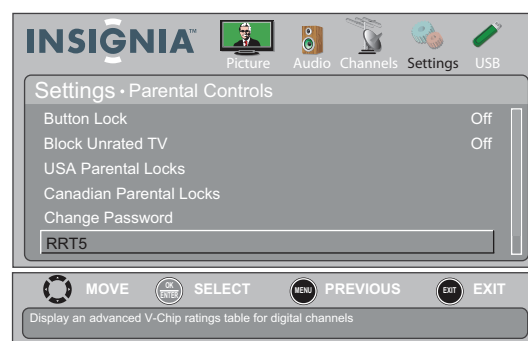 INSIGNIA™
Picture Audio Channels Settings USB
Settings · Parental Controls
Button Lock Off
Block Unrated TV Off
USA Parental Locks
Canadian Parental Locks
Change Password
RRT5
MOVE OK ENTER SELECT MENU PREVIOUS EXIT EXIT
Display an advanced V-Chip ratings table for digital channels